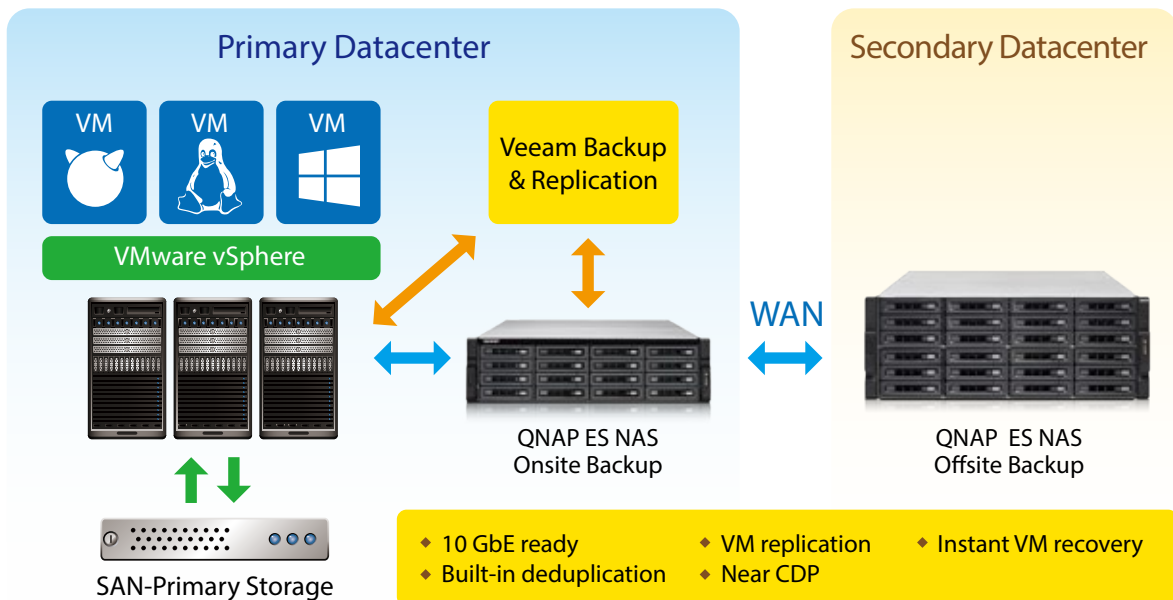 Primary Datacenter
Secondary Datacenter
VM
VM
VM
Veeam Backup
& Replication
VMware vSphere
WAN
QNAP ES NAS
Onsite Backup
QNAP ES NAS
Offsite Backup
SAN-Primary Storage
10 GbE ready
VM replication
Instant VM recovery
Built-in deduplication
Near CDP